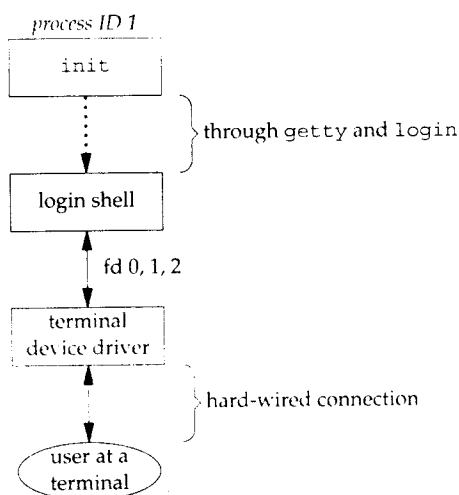 process ID 1
init
through getty and login
login shell
fd 0, 1, 2
terminal
device driver
hard-wired connection
user at a
terminal